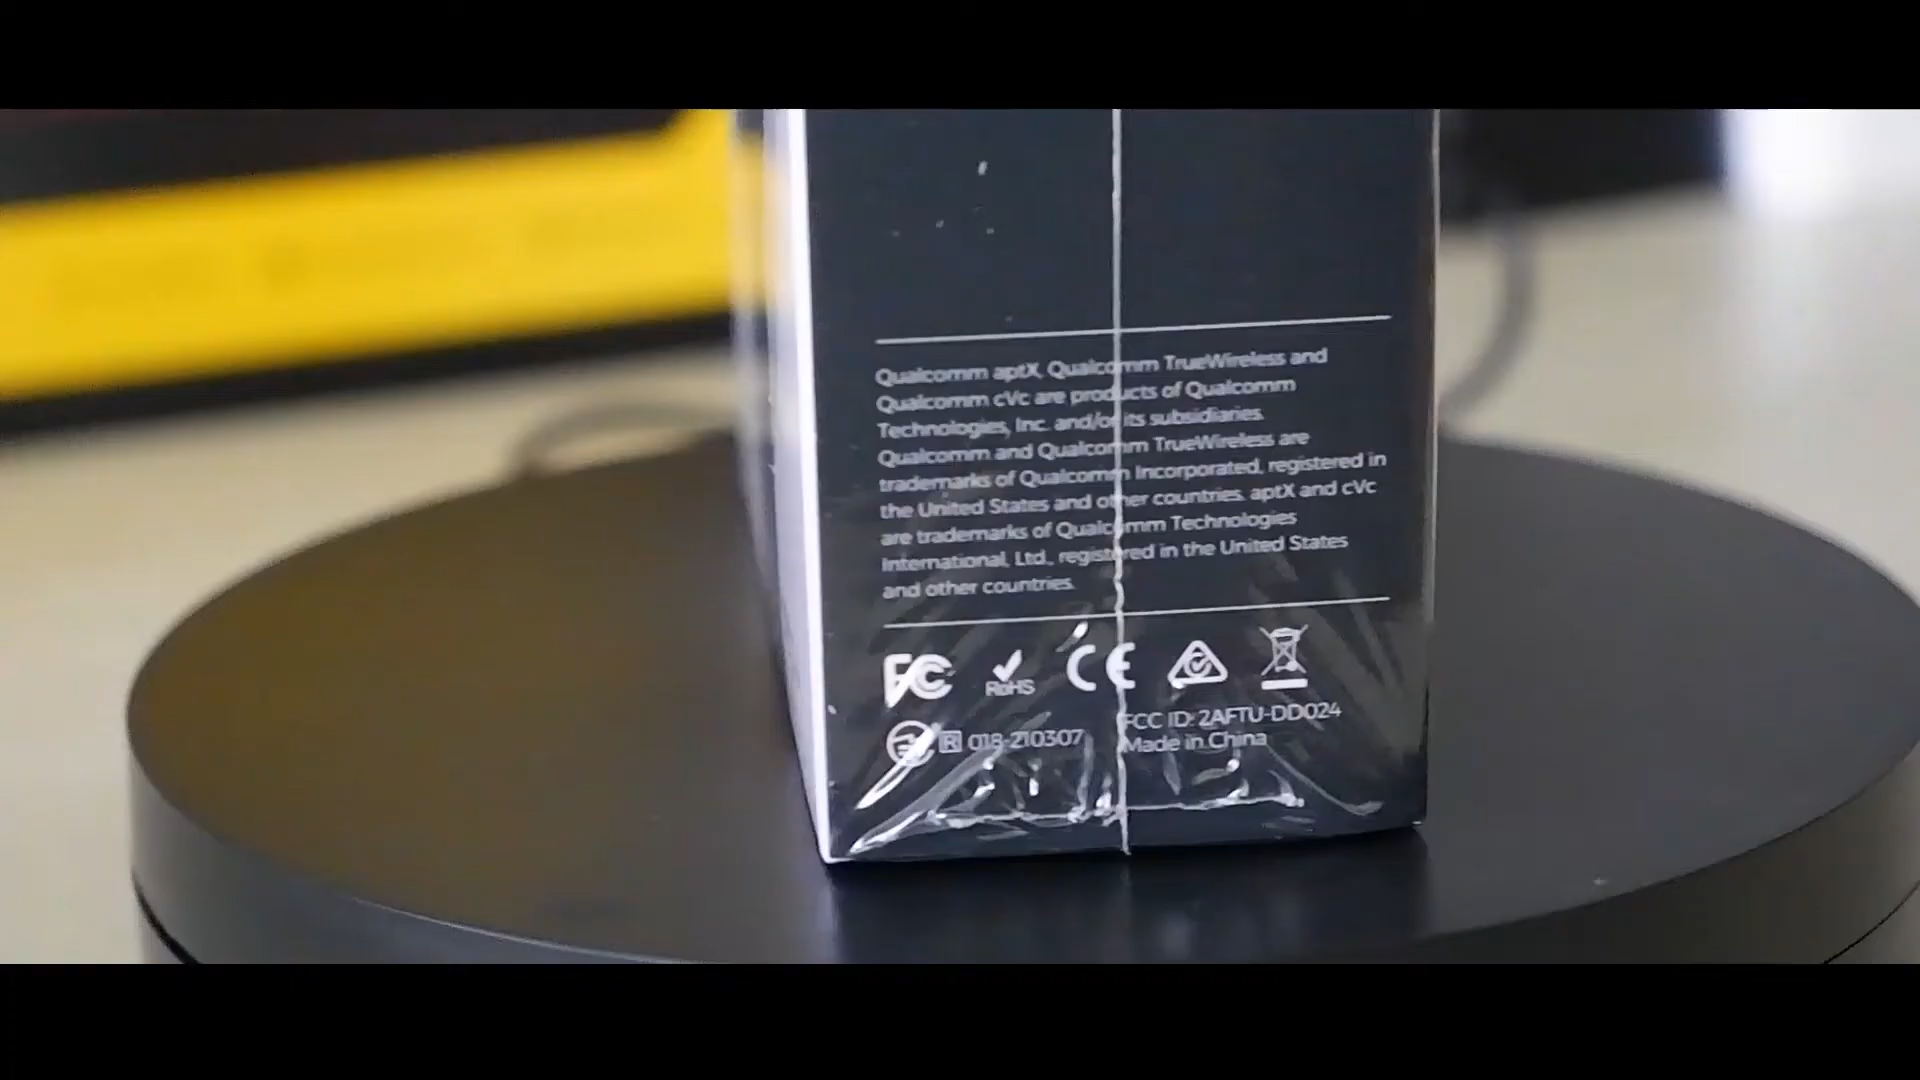 Qualcomm aptX, Qualcomm TrueWireless and
Qualcomm cVc are products of Qualcomm
Technologies, Inc. and/or its subsidiaries.
Qualcomm and Qualcomm TrueWireless are
trademarks of Qualcomm Incorporated, registered in
the United States and other countries. aptX and cVc
are trademarks of Qualcomm Technologies
International, Ltd., registered in the United States
and other countries.
FC RoHS CE
R 018-210307
FCC ID: 2AFTU-DD024
Made in China